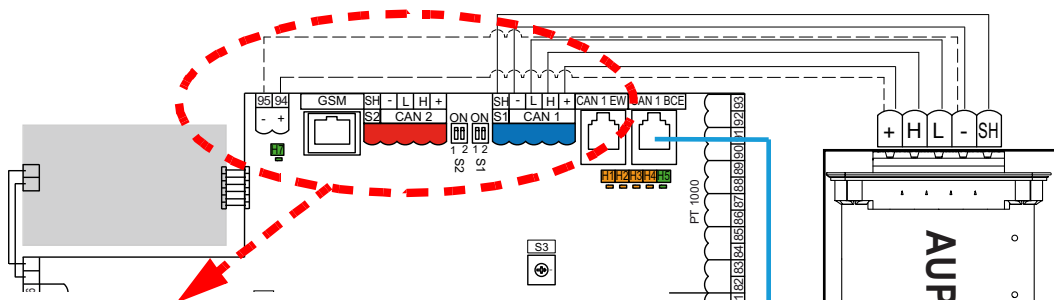 95 94
- +
GSM
SH - L H +
S2 CAN 2
ON ON
1 2 1 2
S2 S1
SH - L H +
S1 CAN 1
CAN 1 EW
CAN 1 BCE
H7
H1 H2 H3 H4 H5
PT 1000
93
92
91
90
89
88
87
86
85
84
83
82
S3
+ H L - SH
AUP